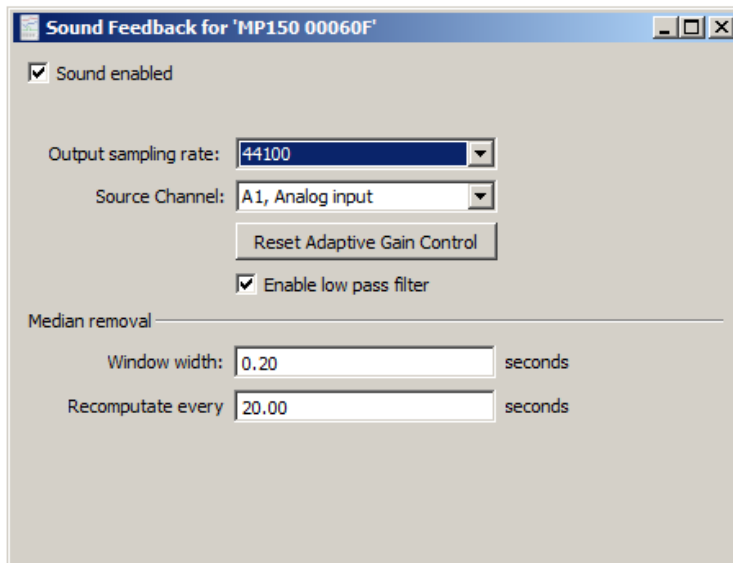 Sound Feedback for 'MP150 00060F'
Sound enabled
Output sampling rate: 44100
Source Channel: A1, Analog input
Reset Adaptive Gain Control
Enable low pass filter
Median removal
Window width: 0.20 seconds
Recomputate every 20.00 seconds